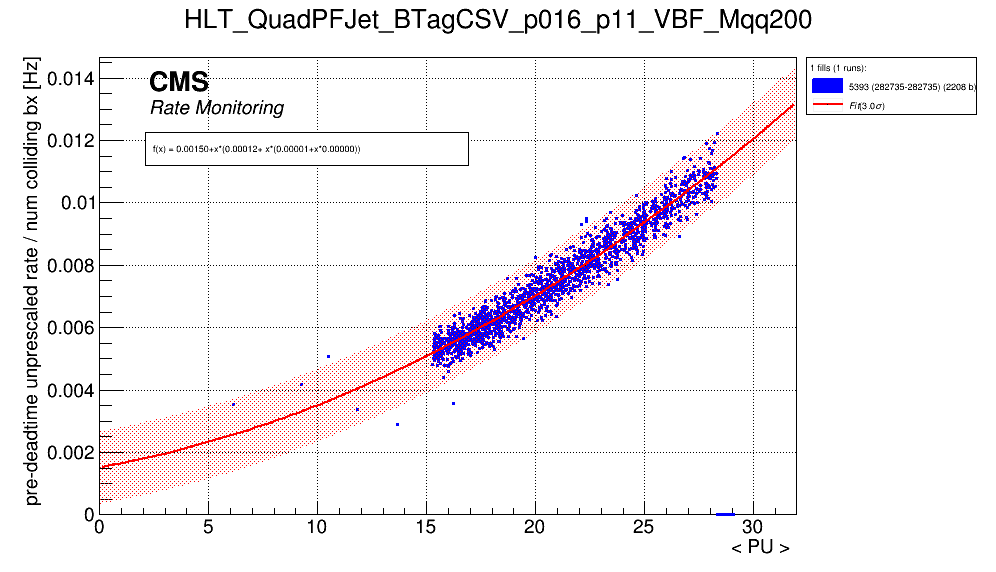 HLT_QuadPFJet_BTagCSV_p016_p11_VBF_Mqq200
pre-deadtime unprescaled rate / num colliding bx [Hz]
CMS
Rate Monitoring
f(x) = 0.00150+x*(0.00012+ x*(0.00001+x*0.00000))
1 fills (1 runs):
5393 (282735-282735) (2208 b)
Fit(3.0σ)
0.014
0.012
0.01
0.008
0.006
0.004
0.002
0
0 5 10 15 20 25 30
< PU >